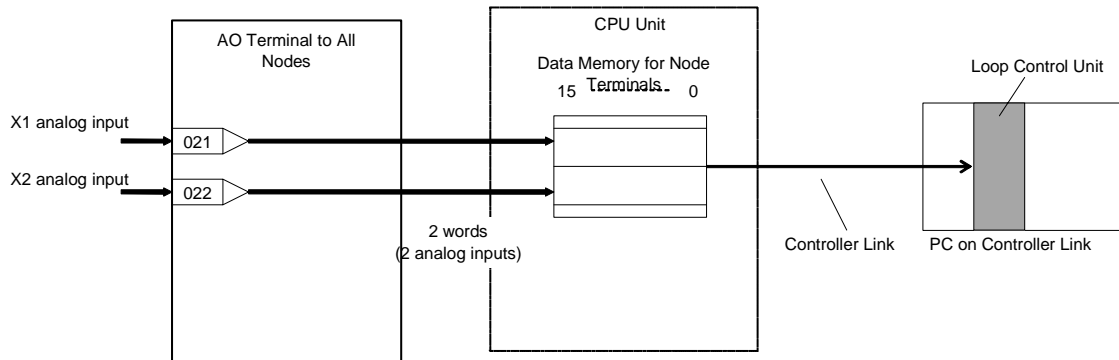 AO Terminal to All
Nodes
CPU Unit
Data Memory for Node
Terminals
15 0
Loop Control Unit
X1 analog input
021
X2 analog input
022
2 words
(2 analog inputs)
Controller Link
PC on Controller Link